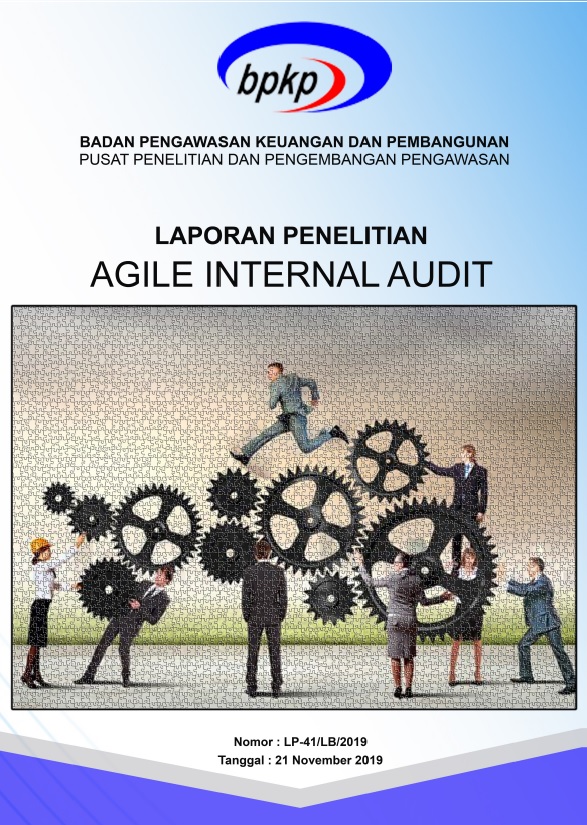 bpkp
BADAN PENGAWASAN KEUANGAN DAN PEMBANGUNAN
PUSAT PENELITIAN DAN PENGEMBANGAN PENGAWASAN
LAPORAN PENELITIAN
AGILE INTERNAL AUDIT
Nomor : LP-41/LB/2019
Tanggal : 21 November 2019